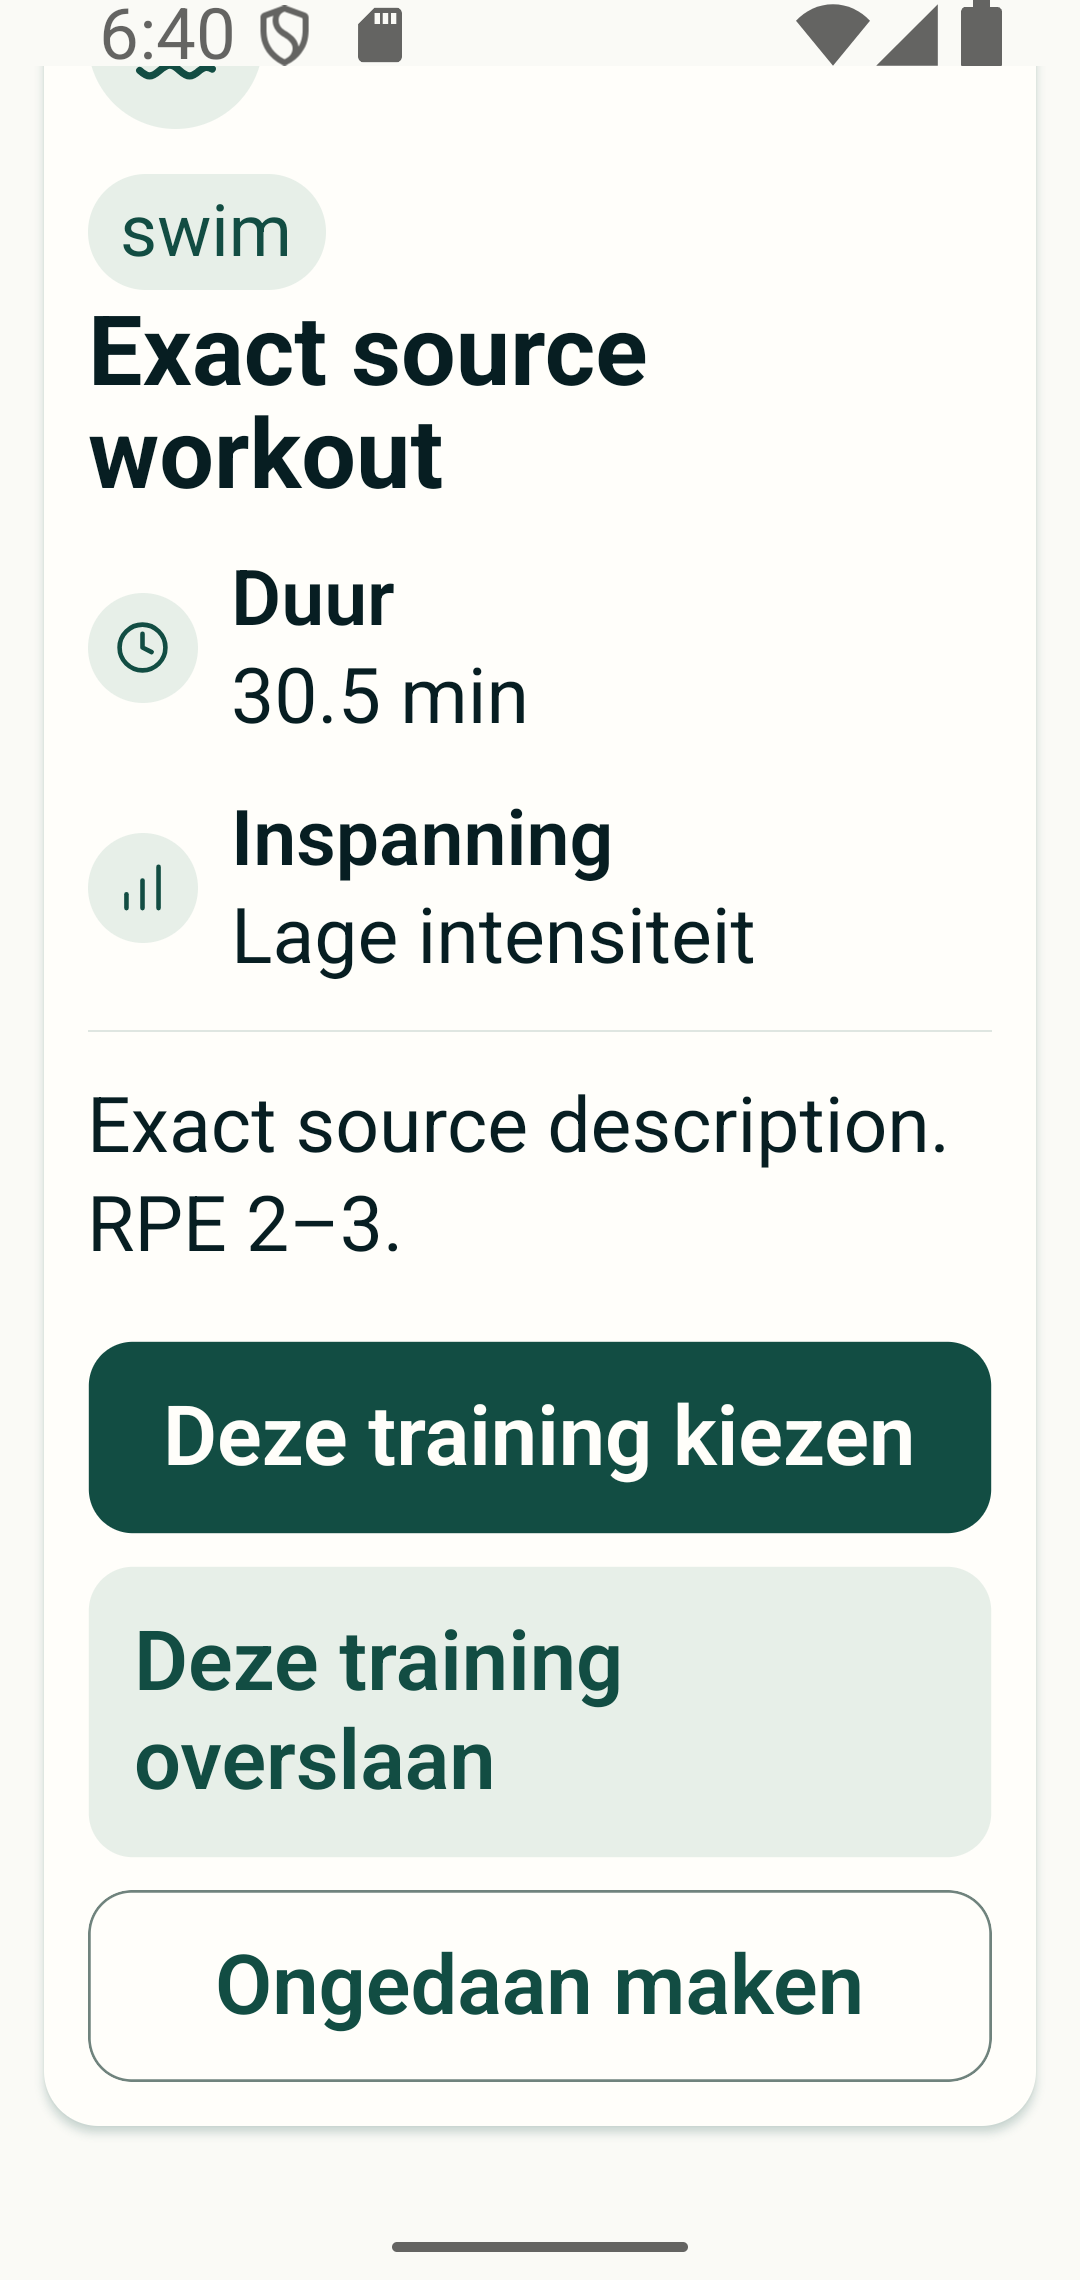 6:40
swim
Exact source
workout
Duur
30.5 min
Inspanning
Lage intensiteit
Exact source description.
RPE 2–3.
Deze training kiezen
Deze training
overslaan
Ongedaan maken